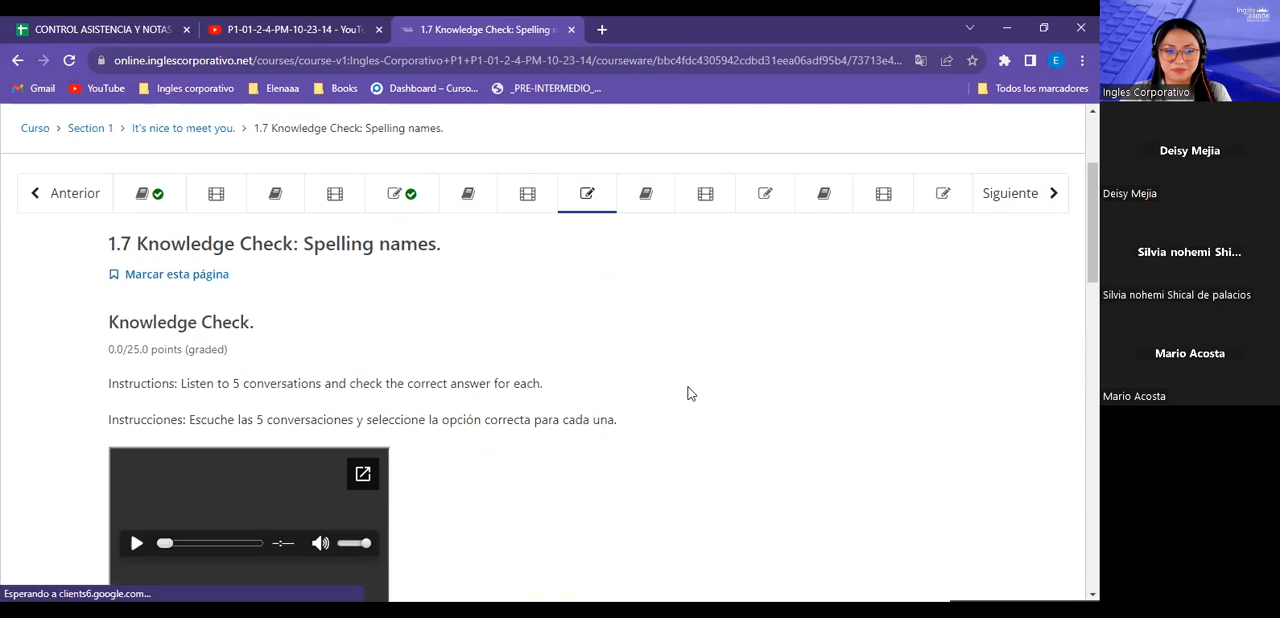 CONTROL ASISTENCIA Y NOTAS
P1-01-2-4-PM-10-23-14 - YouTu
1.7 Knowledge Check: Spelling n
online.inglescorporativo.net/courses/course-v1:Ingles-Corporativo+P1+P1-01-2-4-PM-10-23-14/courseware/bbc4fdc4305942cdbd31eea06adf95b4/73713e4...
E
Gmail
YouTube
Ingles corporativo
Elenaaa
Books
Dashboard – Curso...
_PRE-INTERMEDIO_...
Todos los marcadores
Curso > Section 1 > It's nice to meet you. > 1.7 Knowledge Check: Spelling names.
Anterior
Siguiente
1.7 Knowledge Check: Spelling names.
Marcar esta página
Knowledge Check.
0.0/25.0 points (graded)
Instructions: Listen to 5 conversations and check the correct answer for each.
Instrucciones: Escuche las 5 conversaciones y seleccione la opción correcta para cada una.
-:--
Esperando a clients6.google.com...
Ingles
Ingles Corporativo
Deisy Mejia
Deisy Mejia
Silvia nohemi Shi...
Silvia nohemi Shical de palacios
Mario Acosta
Mario Acosta